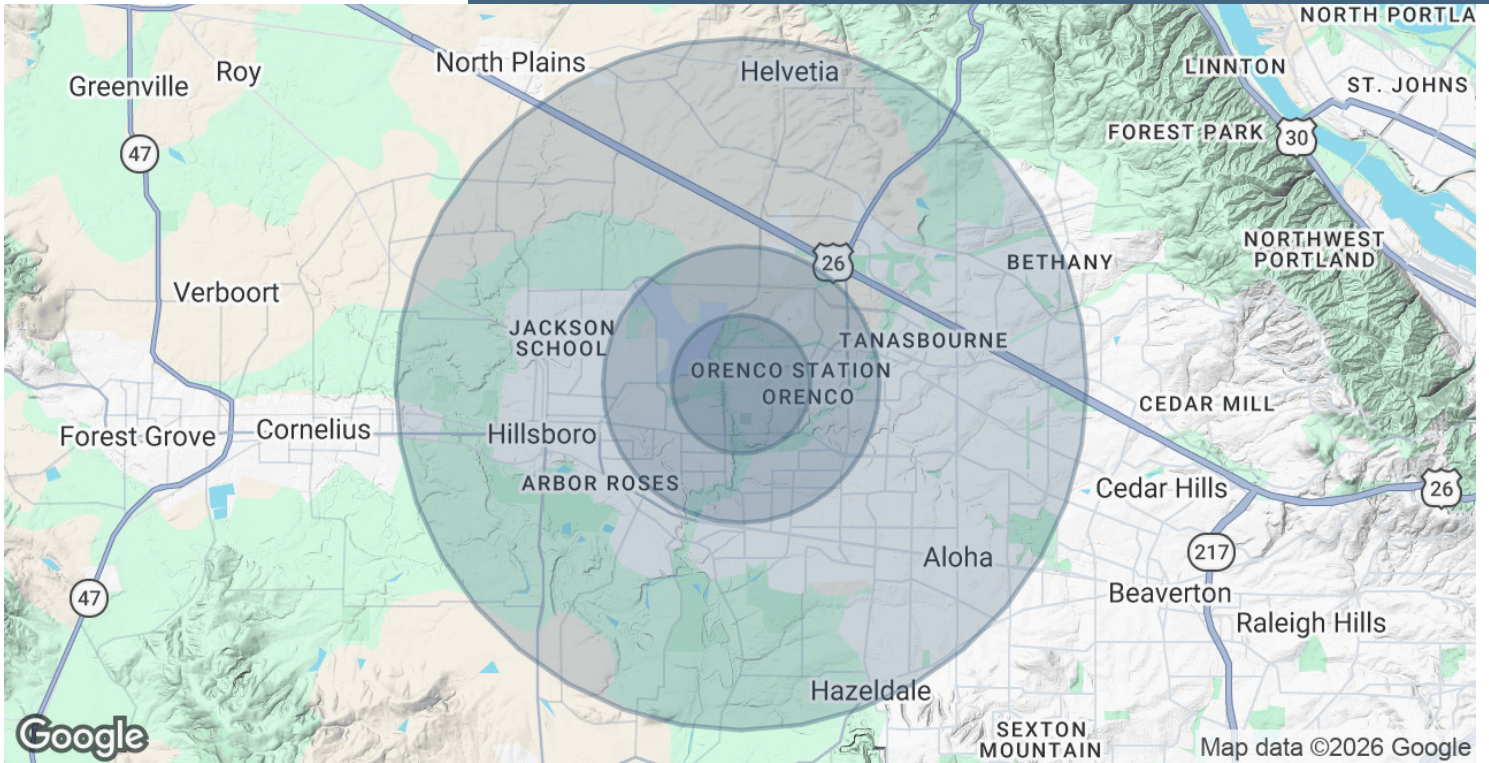 NORTH PORTLA
Helvetia
North Plains
Roy
Greenville
LINNTON
ST. JOHNS
FOREST PARK
30
47
NORTHWEST
PORTLAND
BETHANY
26
Verboort
JACKSON
SCHOOL
TANASBOURNE
ORENCO STATION
ORENCO
CEDAR MILL
Forest Grove
Cornelius
Hillsboro
ARBOR ROSES
Cedar Hills
26
Aloha
217
Beaverton
47
Raleigh Hills
Hazeldale
SEXTON
MOUNTAIN
Google
Map data ©2026 Google